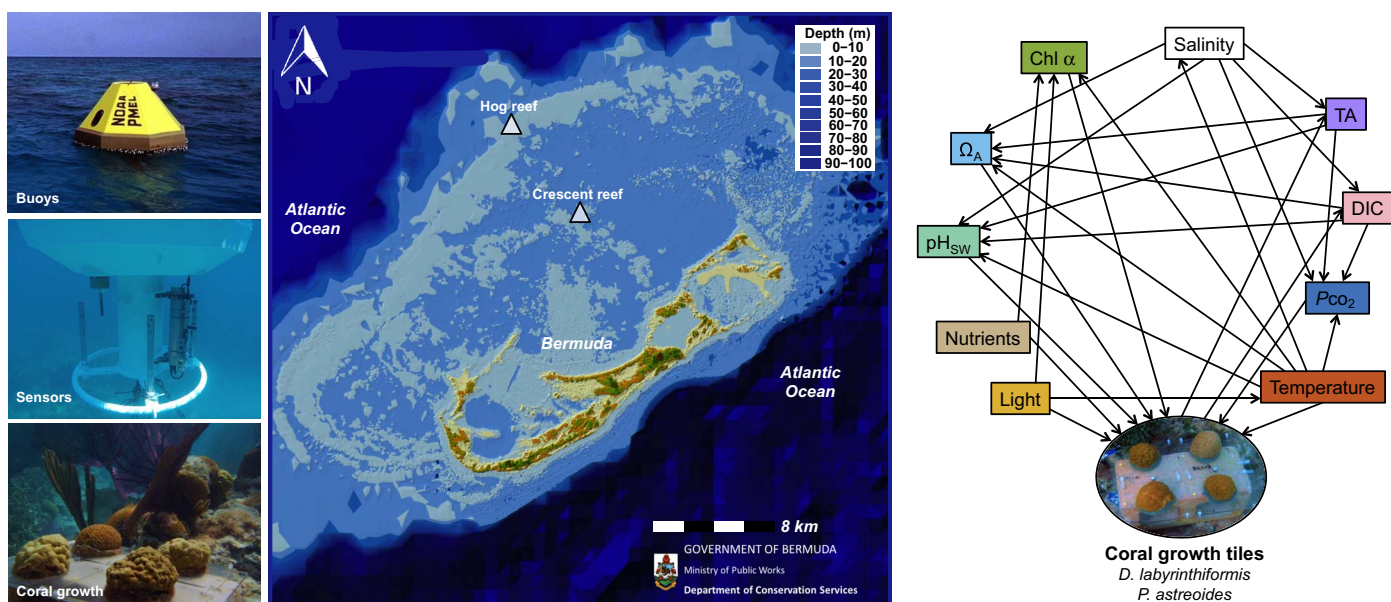 NOAA
PMEL
Buoys
Sensors
Coral growth
N
Hog reef
Crescent reef
Atlantic
Ocean
Bermuda
Atlantic
Ocean
Depth (m)
0–10
10–20
20–30
30–40
40–50
50–60
60–70
70–80
80–90
90–100
8 km
GOVERNMENT OF BERMUDA
Ministry of Public Works
Department of Conservation Services
Salinity
Chl α
TA
Ω_A
DIC
pH_SW
Pco₂
Nutrients
Temperature
Light
Coral growth tiles
D. labyrinthiformis
P. astreoides